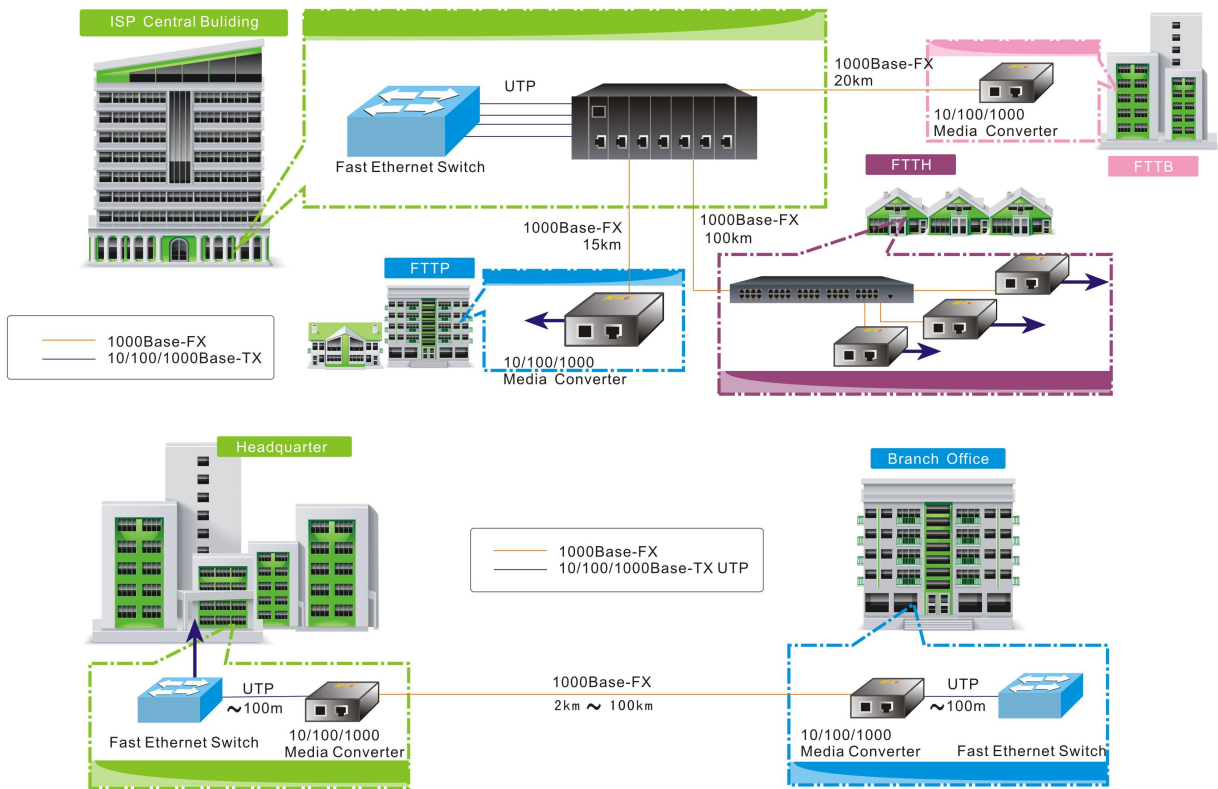 ISP Central Buliding
UTP
Fast Ethernet Switch
1000Base-FX
20km
10/100/1000
Media Converter
FTTB
FTTH
1000Base-FX
15km
1000Base-FX
100km
FTTP
10/100/1000
Media Converter
1000Base-FX
10/100/1000Base-TX
Headquarter
Branch Office
1000Base-FX
10/100/1000Base-TX UTP
UTP
~100m
Fast Ethernet Switch
10/100/1000
Media Converter
1000Base-FX
2km ~ 100km
10/100/1000
Media Converter
UTP
~100m
Fast Ethernet Switch